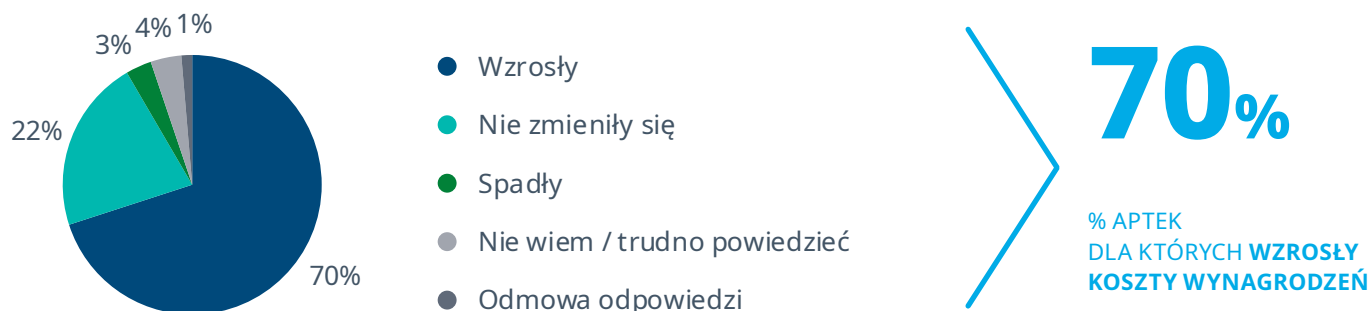 4% 1%
3%
22%
70%
Wzrosły
Nie zmieniły się
Spadły
Nie wiem / trudno powiedzieć
Odmowa odpowiedzi
70%
% APTEK
DLA KTÓRYCH WZROSŁY
KOSZTY WYNAGRODZEŃ